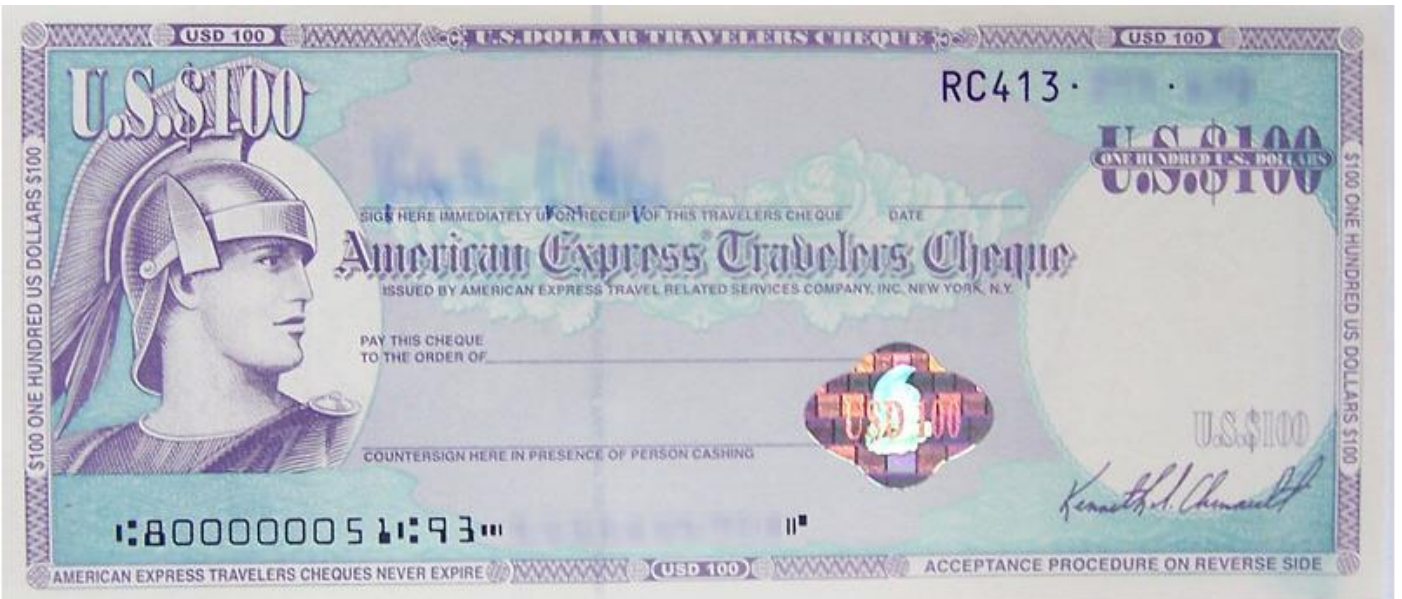 USD 100 U.S. DOLLAR TRAVELERS CHEQUE USD 100
U.S.$100
RC413
U.S.$100
ONE HUNDRED U.S. DOLLARS
$100 ONE HUNDRED US DOLLARS $100
$100 ONE HUNDRED US DOLLARS $100
SIGN HERE IMMEDIATELY UPON RECEIPT OF THIS TRAVELERS CHEQUE DATE
American Express® Travelers Cheque
ISSUED BY AMERICAN EXPRESS TRAVEL RELATED SERVICES COMPANY, INC. NEW YORK, N.Y.
PAY THIS CHEQUE
TO THE ORDER OF
USD 100
U.S.$100
COUNTERSIGN HERE IN PRESENCE OF PERSON CASHING
Kenneth I. Chenault
⑆800000051⑆93⑈
AMERICAN EXPRESS TRAVELERS CHEQUES NEVER EXPIRE USD 100 ACCEPTANCE PROCEDURE ON REVERSE SIDE